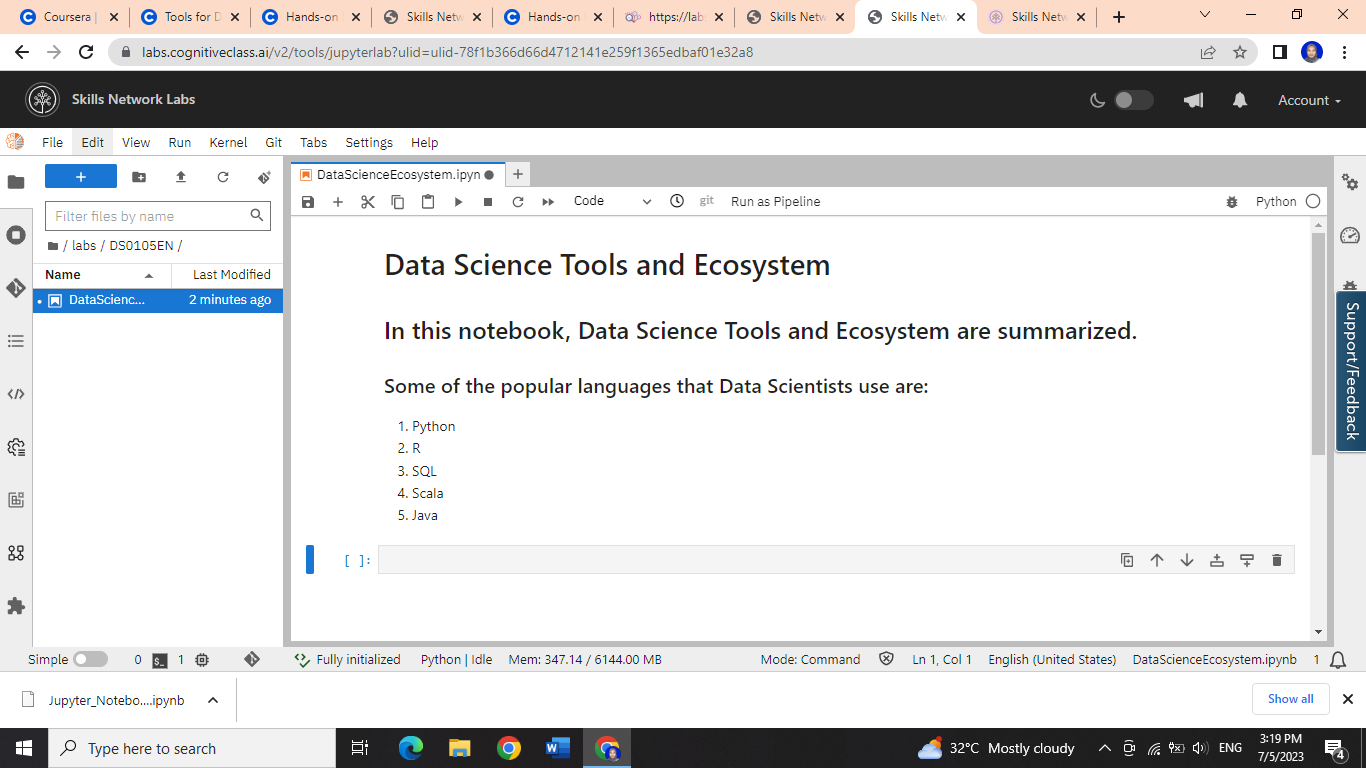 Coursera |
Tools for D
Hands-on
Skills Netw
Hands-on
https://labs
Skills Netw
Skills Netw
Skills Netw
labs.cognitiveclass.ai/v2/tools/jupyterlab?ulid=ulid-78f1b366d66d4712141e259f1365edbaf01e32a8
Skills Network Labs
Account
File Edit View Run Kernel Git Tabs Settings Help
DataScienceEcosystem.ipyn
Filter files by name
/ labs / DS0105EN /
Name Last Modified
DataScienc... 2 minutes ago
Code
git
Run as Pipeline
Python
Data Science Tools and Ecosystem
In this notebook, Data Science Tools and Ecosystem are summarized.
Some of the popular languages that Data Scientists use are:
1. Python
2. R
3. SQL
4. Scala
5. Java
[ ]:
Support/Feedback
Simple 0 $_ 1 Fully initialized Python | Idle Mem: 347.14 / 6144.00 MB Mode: Command Ln 1, Col 1 English (United States) DataScienceEcosystem.ipynb 1
Jupyter_Notebo....ipynb
Show all
Type here to search
W
32°C Mostly cloudy
ENG
3:19 PM
7/5/2023
4